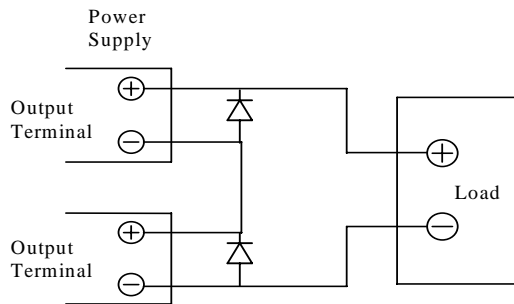 Power
Supply
Output
Terminal
+
−
Load
+
−
Output
Terminal
+
−